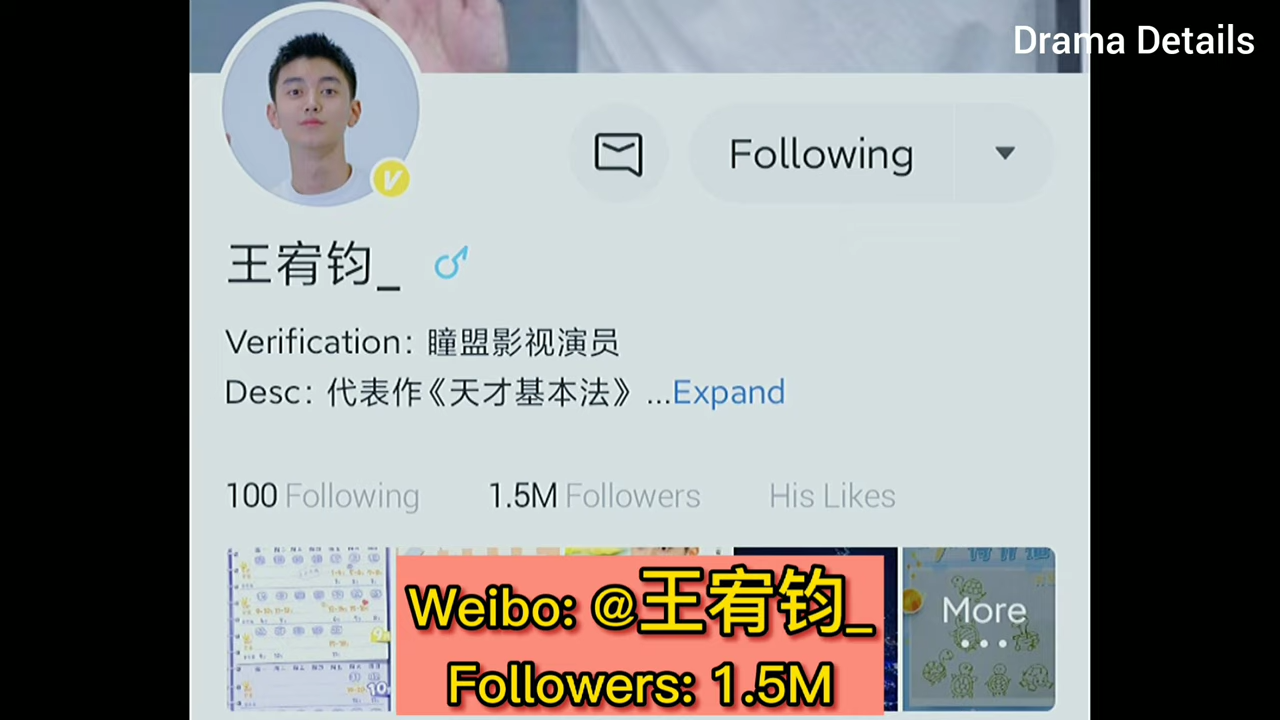 Drama Details
Following
王宥钧_
Verification: 瞳盟影视演员
Desc: 代表作《天才基本法》 ...Expand
100 Following 1.5M Followers His Likes
More
Weibo: @王宥钧_
Followers: 1.5M